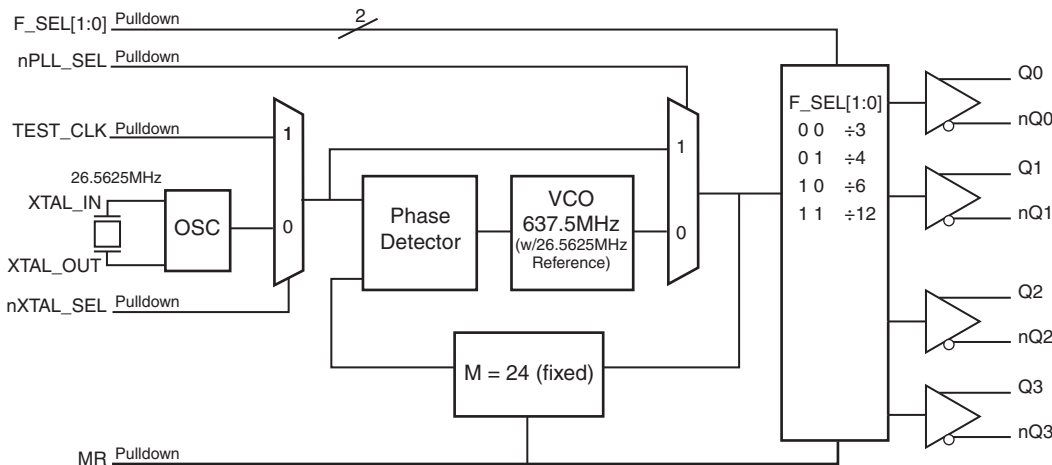 F_SEL[1:0] Pulldown
2
nPLL_SEL Pulldown
TEST_CLK Pulldown
26.5625MHz
XTAL_IN
OSC
XTAL_OUT
nXTAL_SEL Pulldown
1
0
Phase
Detector
VCO
637.5MHz
(w/26.5625MHz
Reference)
1
0
M = 24 (fixed)
MR Pulldown
F_SEL[1:0]
0 0 ÷3
0 1 ÷4
1 0 ÷6
1 1 ÷12
Q0
nQ0
Q1
nQ1
Q2
nQ2
Q3
nQ3